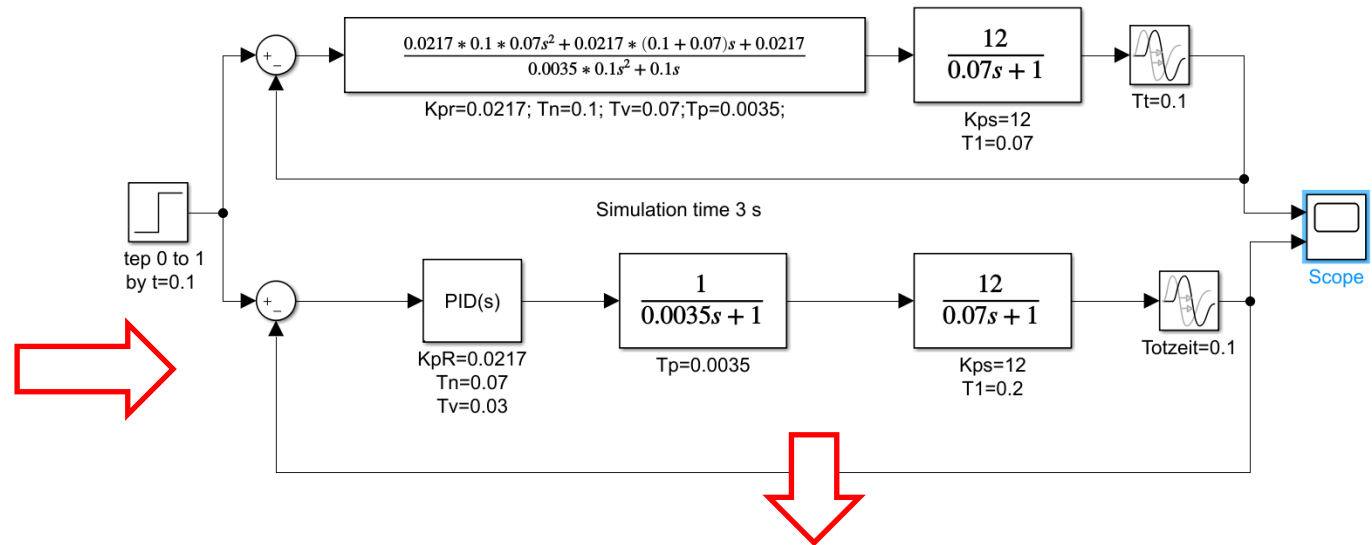 0.0217 * 0.1 * 0.07s² + 0.0217 * (0.1 + 0.07)s + 0.0217
0.0035 * 0.1s² + 0.1s
Kpr=0.0217; Tn=0.1; Tv=0.07;Tp=0.0035;
+
−
12
0.07s + 1
Kps=12
T1=0.07
Tt=0.1
Simulation time 3 s
tep 0 to 1
by t=0.1
Scope
+
−
PID(s)
KpR=0.0217
Tn=0.07
Tv=0.03
1
0.0035s + 1
Tp=0.0035
12
0.07s + 1
Kps=12
T1=0.2
Totzeit=0.1